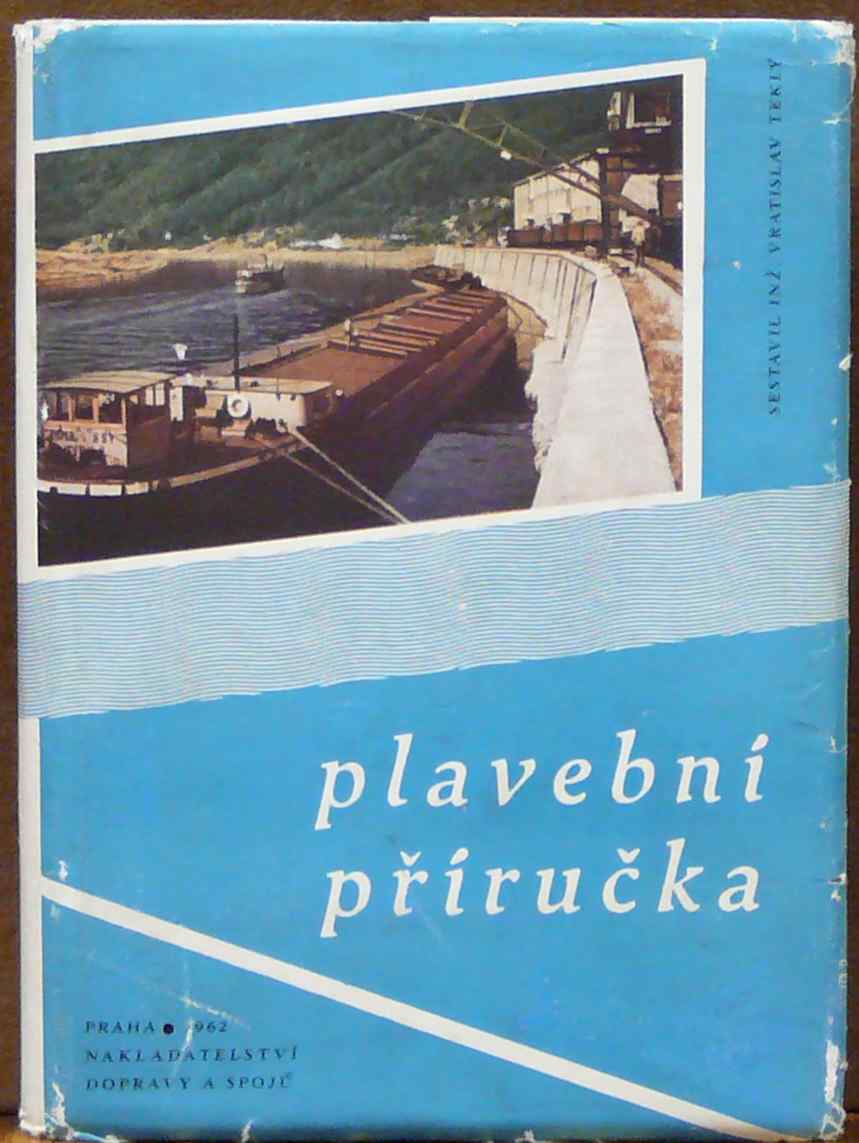 SESTAVIL INŽ VRATISLAV TEKLÝ
plavební
příručka
PRAHA • 1962
NAKLADATELSTVÍ
DOPRAVY A SPOJŮ